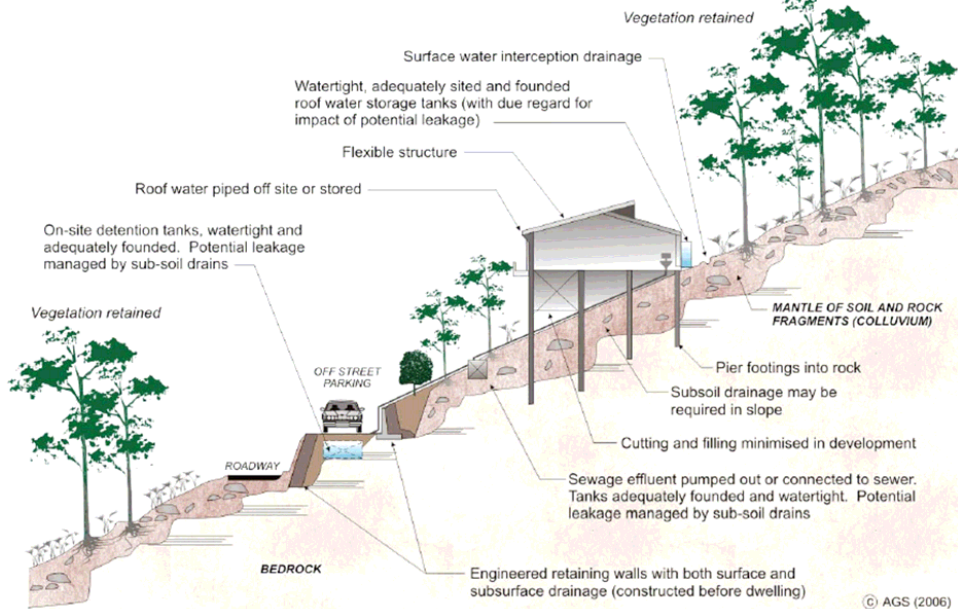 Vegetation retained
Surface water interception drainage
Watertight, adequately sited and founded
roof water storage tanks (with due regard for
impact of potential leakage)
Flexible structure
Roof water piped off site or stored
On-site detention tanks, watertight and
adequately founded. Potential leakage
managed by sub-soil drains
Vegetation retained
MANTLE OF SOIL AND ROCK
FRAGMENTS (COLLUVIUM)
OFF STREET
PARKING
Pier footings into rock
Subsoil drainage may be
required in slope
Cutting and filling minimised in development
ROADWAY
Sewage effluent pumped out or connected to sewer.
Tanks adequately founded and watertight. Potential
leakage managed by sub-soil drains
BEDROCK
Engineered retaining walls with both surface and
subsurface drainage (constructed before dwelling)
© AGS (2006)